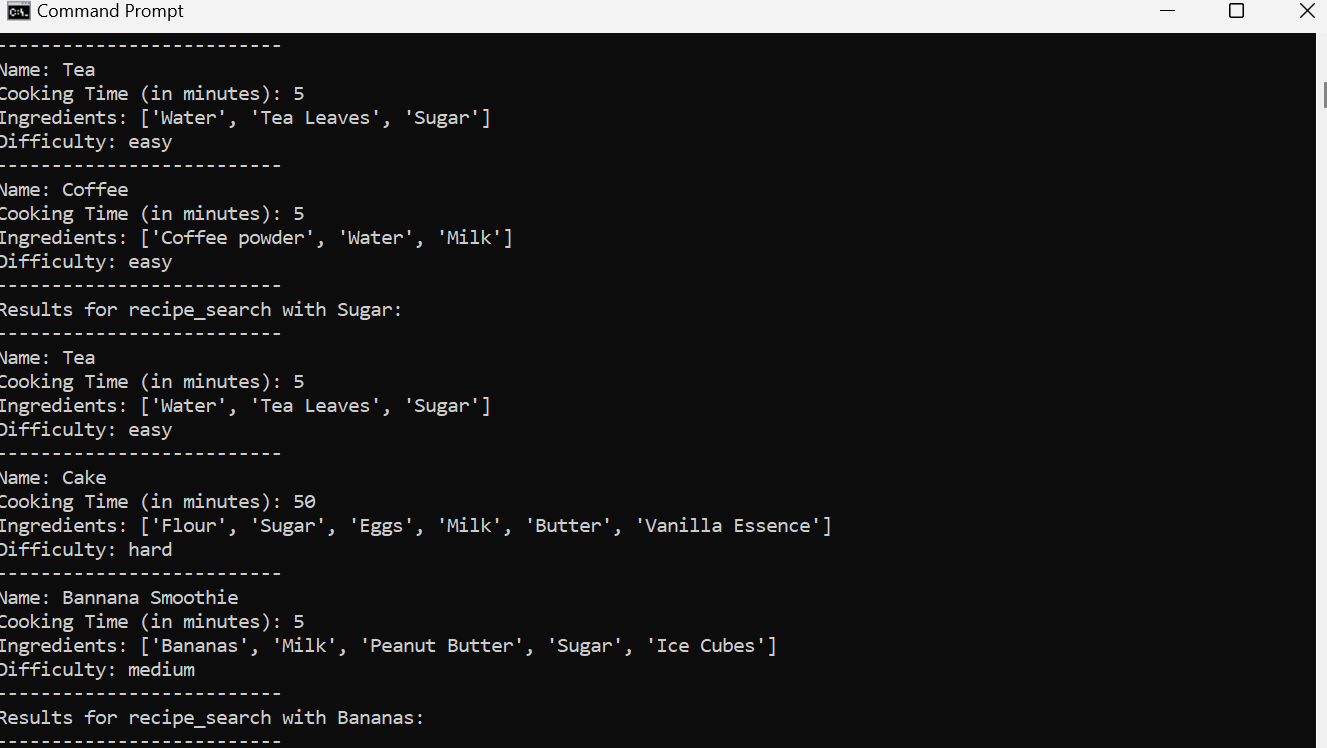 Command Prompt
--------------------------
Name: Tea
Cooking Time (in minutes): 5
Ingredients: ['Water', 'Tea Leaves', 'Sugar']
Difficulty: easy
--------------------------
Name: Coffee
Cooking Time (in minutes): 5
Ingredients: ['Coffee powder', 'Water', 'Milk']
Difficulty: easy
--------------------------
Results for recipe_search with Sugar:
--------------------------
Name: Tea
Cooking Time (in minutes): 5
Ingredients: ['Water', 'Tea Leaves', 'Sugar']
Difficulty: easy
--------------------------
Name: Cake
Cooking Time (in minutes): 50
Ingredients: ['Flour', 'Sugar', 'Eggs', 'Milk', 'Butter', 'Vanilla Essence']
Difficulty: hard
--------------------------
Name: Bannana Smoothie
Cooking Time (in minutes): 5
Ingredients: ['Bananas', 'Milk', 'Peanut Butter', 'Sugar', 'Ice Cubes']
Difficulty: medium
--------------------------
Results for recipe_search with Bananas:
--------------------------